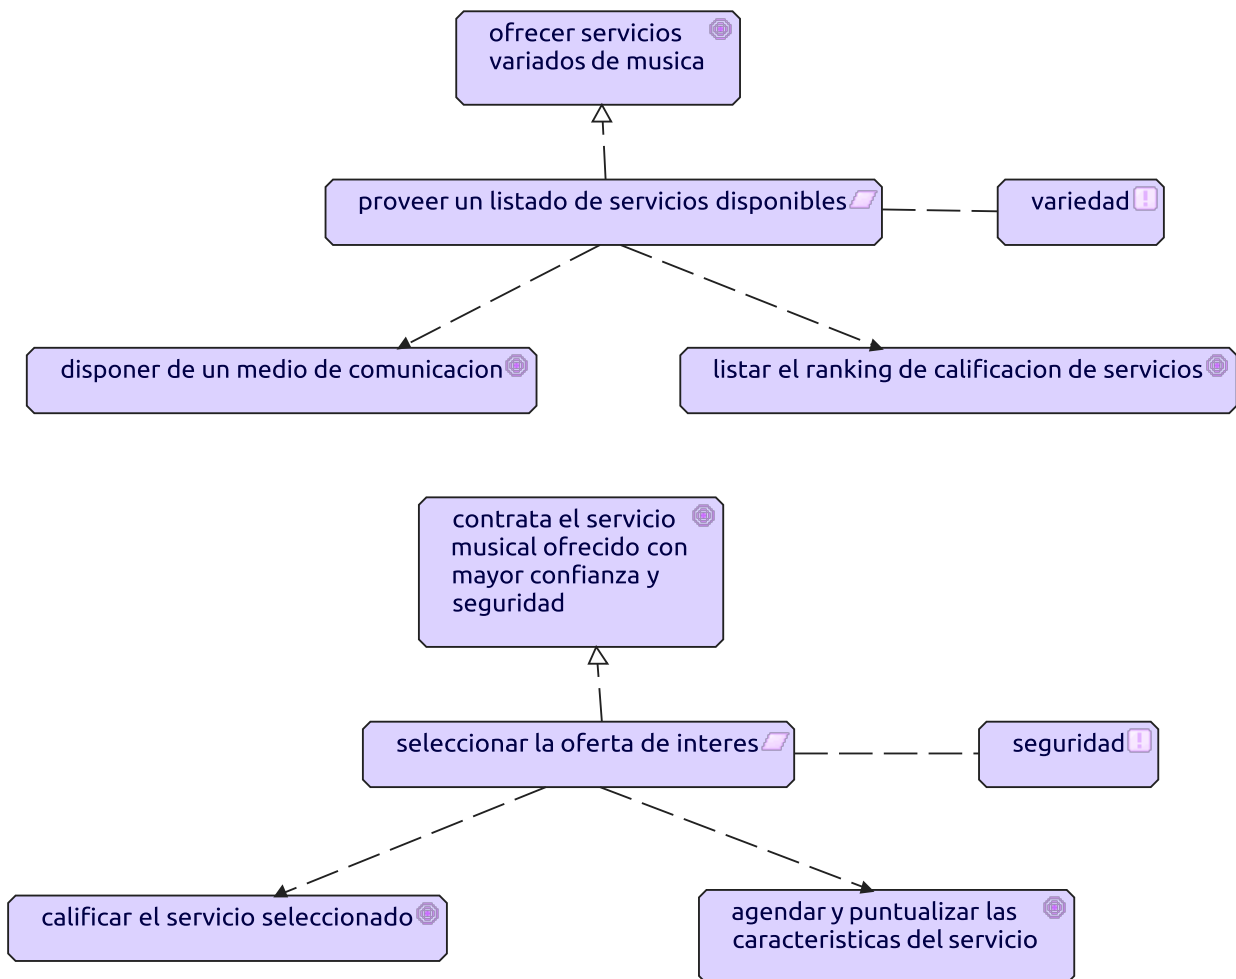 ofrecer servicios
variados de musica
proveer un listado de servicios disponibles
variedad
disponer de un medio de comunicacion
listar el ranking de calificacion de servicios
contrata el servicio
musical ofrecido con
mayor confianza y
seguridad
seleccionar la oferta de interes
seguridad
calificar el servicio seleccionado
agendar y puntualizar las
caracteristicas del servicio